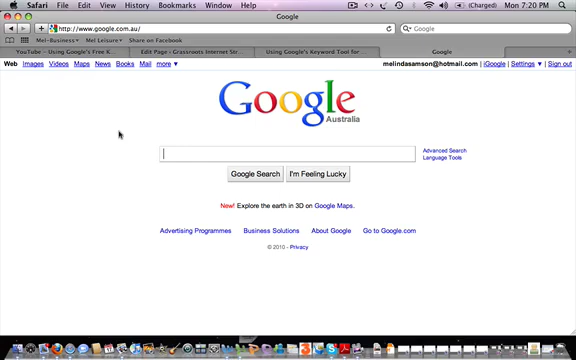 Safari File Edit View History Bookmarks Window Help (Charged) Mon 7:20 PM
Google
http://www.google.com.au/ Google
Mel-Business Mel Leisure Share on Facebook
YouTube – Using Google's Free K... Edit Page ‹ Grassroots Internet Str... Using Google's Keyword Tool for ... Google
Web Images Videos Maps News Books Mail more melindasamson@hotmail.com | iGoogle | Settings | Sign out
Google
Australia
Advanced Search
Language Tools
Google Search I'm Feeling Lucky
New! Explore the earth in 3D on Google Maps.
Advertising Programmes Business Solutions About Google Go to Google.com
© 2010 - Privacy